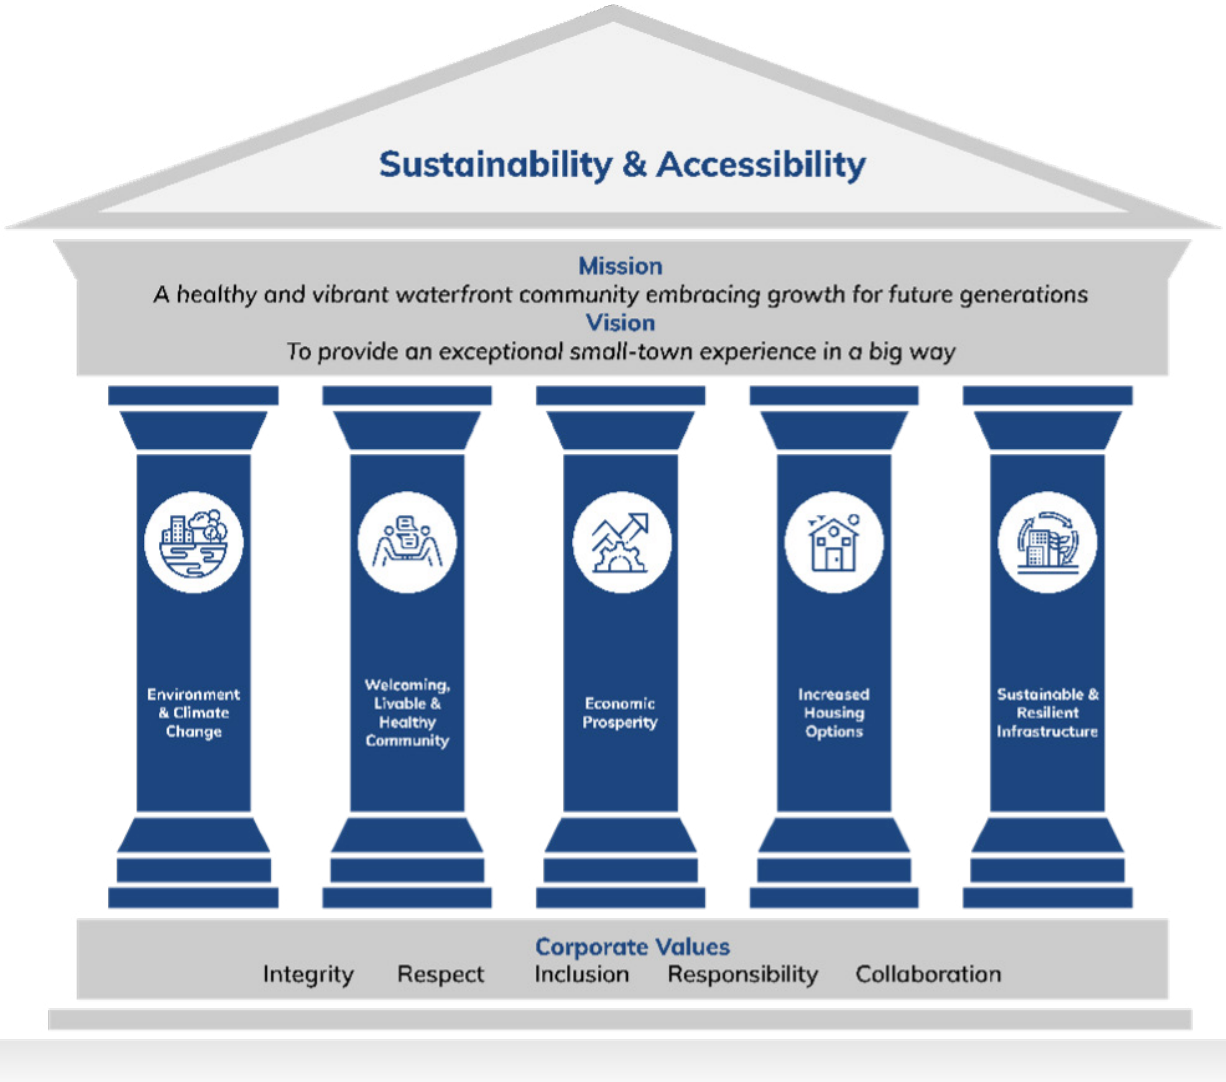 Sustainability & Accessibility
Mission
A healthy and vibrant waterfront community embracing growth for future generations
Vision
To provide an exceptional small-town experience in a big way
Environment
& Climate
Change
Welcoming,
Livable &
Healthy
Community
Economic
Prosperity
Increased
Housing
Options
Sustainable &
Resilient
Infrastructure
Corporate Values
Integrity Respect Inclusion Responsibility Collaboration